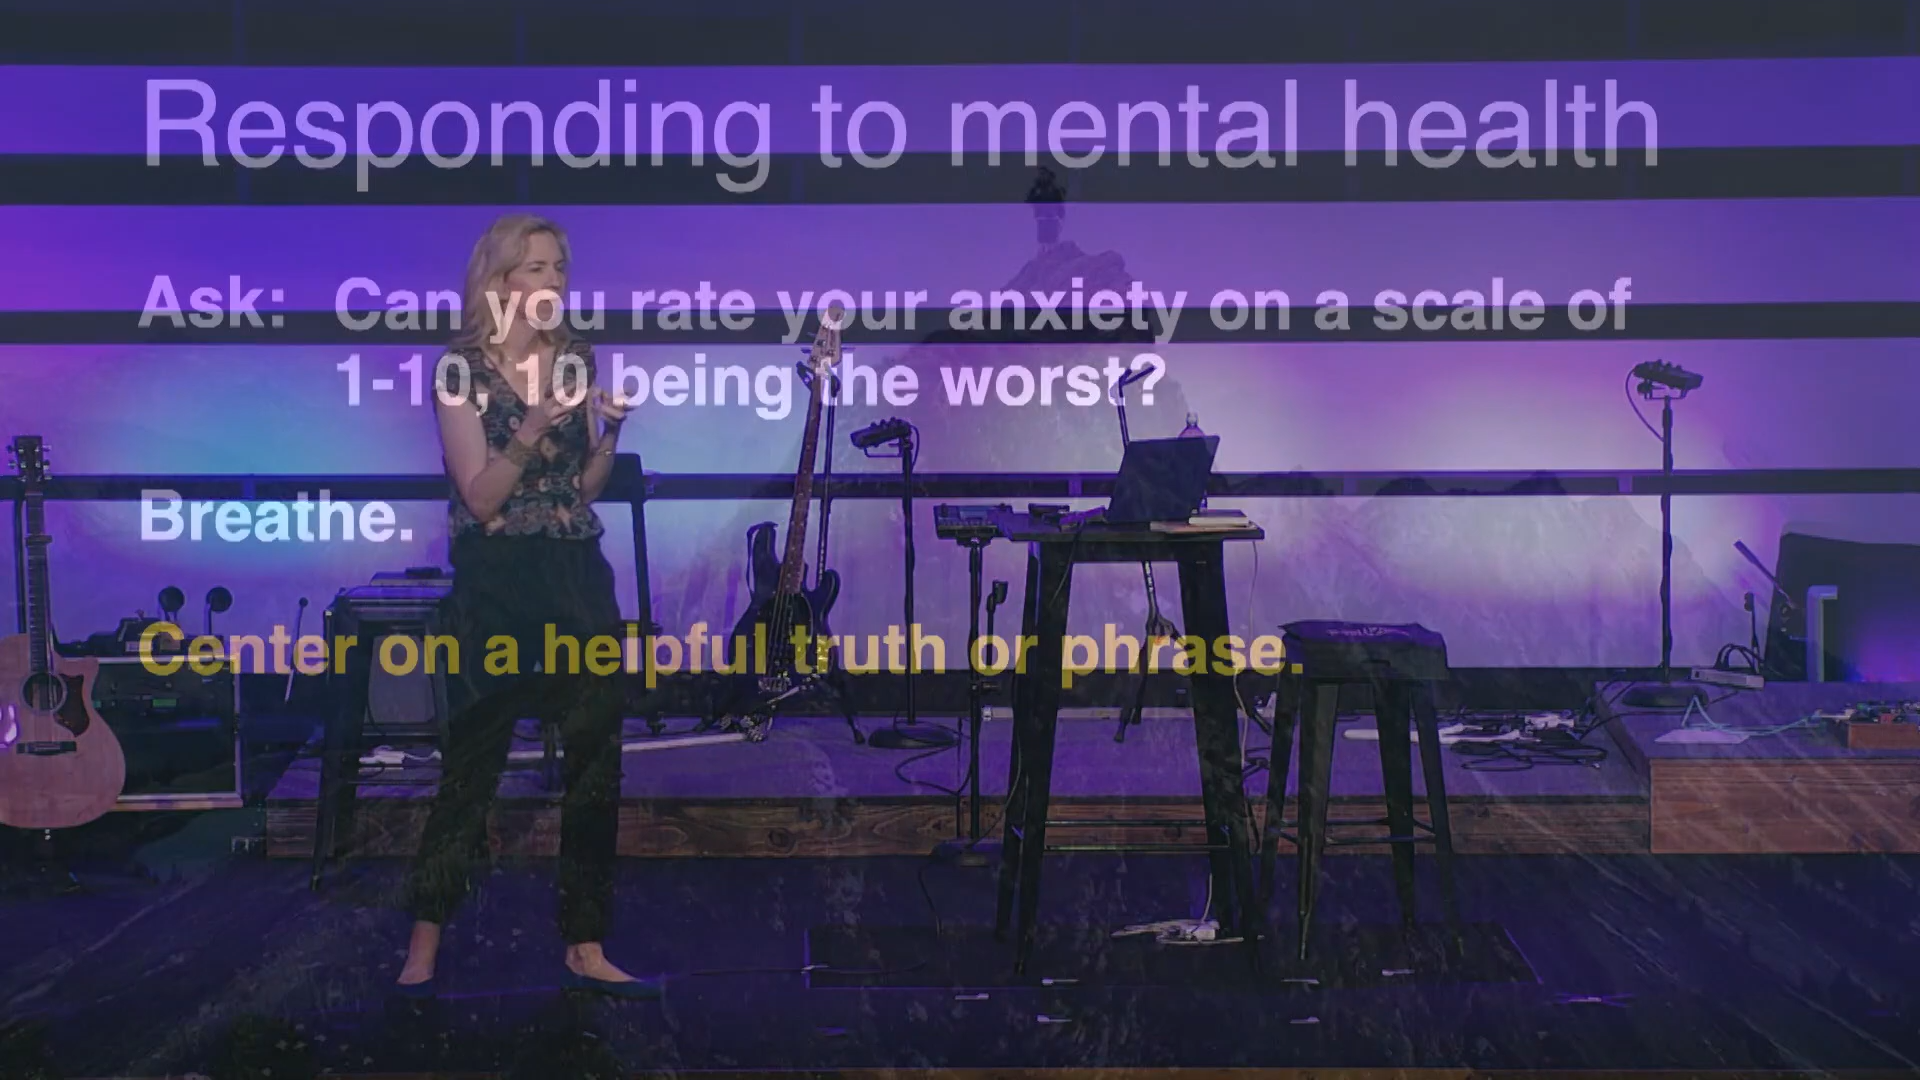 Responding to mental health
Ask: Can you rate your anxiety on a scale of
1-10, 10 being the worst?
Breathe.
Center on a helpful truth or phrase.